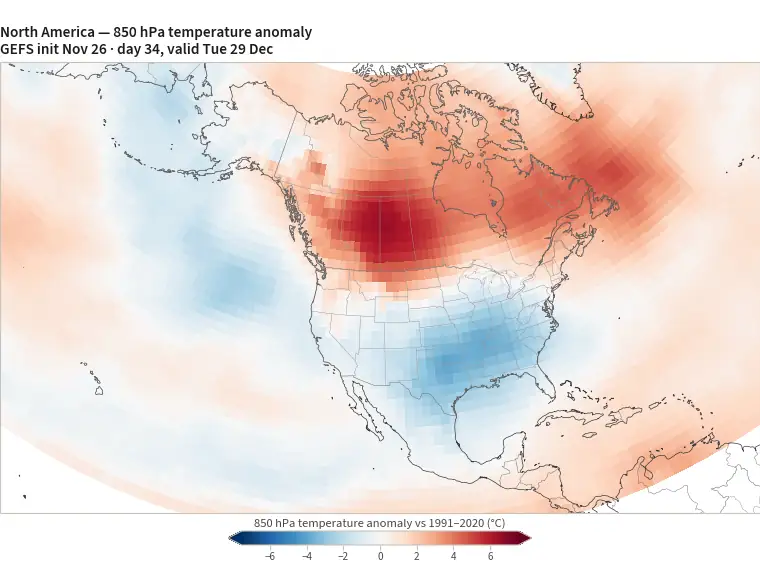 North America — 850 hPa temperature anomaly
GEFS init Nov 26 · day 34, valid Tue 29 Dec
850 hPa temperature anomaly vs 1991–2020 (°C)
−6 −4 −2 0 2 4 6